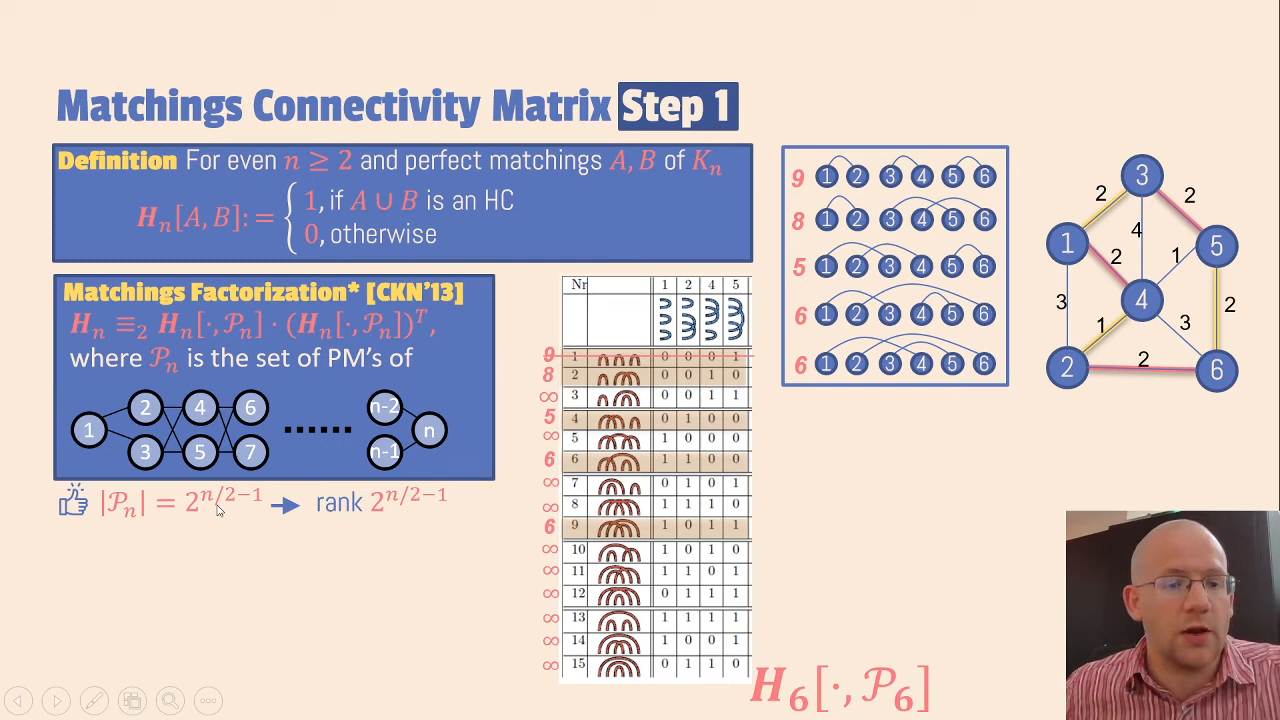 Matchings Connectivity Matrix Step 1
Definition For even n ≥ 2 and perfect matchings A, B of Kₙ
Hₙ[A, B] := { 1, if A ∪ B is an HC
0, otherwise
Matchings Factorization* [CKN'13]
Hₙ ≡₂ Hₙ[·, 𝒫ₙ] · (Hₙ[·, 𝒫ₙ])ᵀ,
where 𝒫ₙ is the set of PM's of
2 4 6 n-2
1 ...... n
3 5 7 n-1
|𝒫ₙ| = 2^{n/2−1} → rank 2^{n/2−1}
Nr 1 2 4 5
9 1 0 0 0 1
8 2 0 0 1 0
∞ 3 0 0 1 1
5 4 0 1 0 0
∞ 5 1 0 0 0
6 6 1 1 0 0
∞ 7 0 1 0 1
∞ 8 1 1 1 0
6 9 1 0 1 1
∞ 10 1 0 1 0
∞ 11 1 1 0 1
∞ 12 0 1 1 1
∞ 13 1 1 1 1
∞ 14 1 0 0 1
∞ 15 0 1 1 0
H₆[·, 𝒫₆]
9 1 2 3 4 5 6
8 1 2 3 4 5 6
5 1 2 3 4 5 6
6 1 2 3 4 5 6
6 1 2 3 4 5 6
3
2 2
4
1 2 1 5
4
3 2
1 3
2 2 6